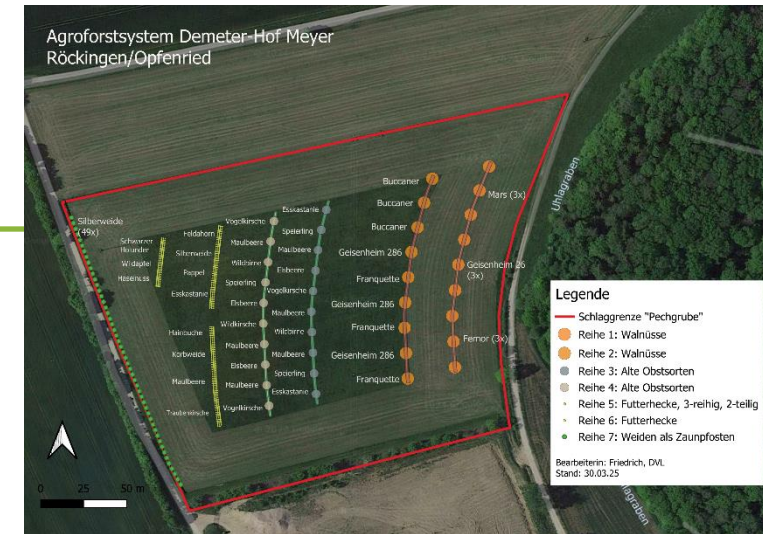 Agroforstsystem Demeter-Hof Meyer
Röckingen/Opfenried
Silberweide
(49x)
Schwarzer
Holunder
Wildapfel
Haselnuss
Feldahorn
Silberweide
Pappel
Esskastanie
Hainbuche
Korbweide
Maulbeere
Traubenkirsche
Vogelkirsche
Maulbeere
Wildbirne
Speierling
Elsbeere
Wildkirsche
Maulbeere
Elsbeere
Maulbeere
Vogelkirsche
Esskastanie
Speierling
Maulbeere
Elsbeere
Vogelkirsche
Maulbeere
Wildbirne
Maulbeere
Speierling
Esskastanie
Buccaner
Buccaner
Buccaner
Geisenheim 286
Franquette
Geisenheim 286
Franquette
Geisenheim 286
Franquette
Mars (3x)
Geisenheim 26
(3x)
Fernor (3x)
Uhlagraben
Legende
Schlaggrenze "Pechgrube"
Reihe 1: Walnüsse
Reihe 2: Walnüsse
Reihe 3: Alte Obstsorten
Reihe 4: Alte Obstsorten
Reihe 5: Futterhecke, 3-reihig, 2-teilig
Reihe 6: Futterhecke
Reihe 7: Weiden als Zaunpfosten
Bearbeiterin: Friedrich, DVL
Stand: 30.03.25
Uhlagraben
0 25 50 m